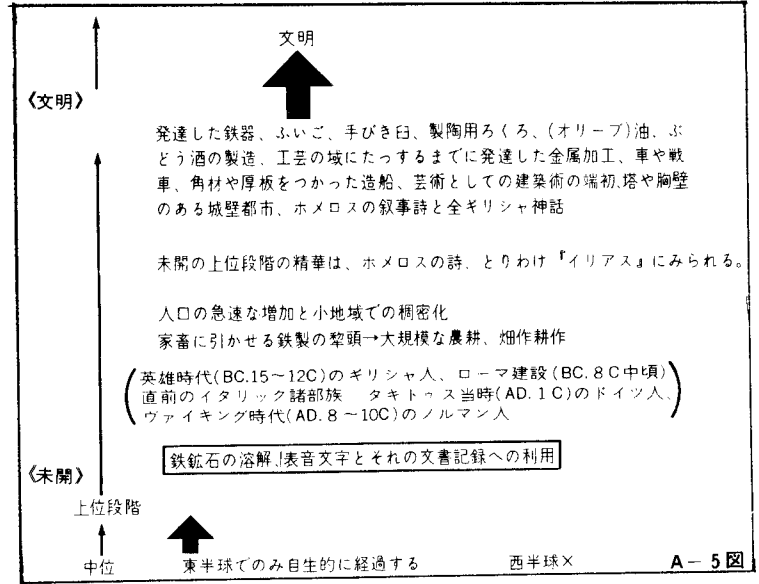 文明
《文明》
発達した鉄器、ふいご、手びき臼、製陶用ろくろ、(オリーブ)油、ぶ
どう酒の製造、工芸の域にたっするまでに発達した金属加工、車や戦
車、角材や厚板をつかった造船、芸術としての建築術の端初、塔や胸壁
のある城壁都市、ホメロスの叙事詩と全ギリシャ神話
未開の上位段階の精華は、ホメロスの詩、とりわけ『イリアス』にみられる。
人口の急速な増加と小地域での稠密化
家畜に引かせる鉄製の犂頭→大規模な農耕、畑作耕作
(英雄時代(BC.15～12C)のギリシャ人、ローマ建設(BC.8C中頃)
直前のイタリック諸部族 タキトゥス当時(AD.1C)のドイツ人、
ヴァイキング時代(AD.8～10C)のノルマン人)
鉄鉱石の溶解、表音文字とそれの文書記録への利用
《未開》
上位段階
中位 東半球でのみ自生的に経過する 西半球× A－5図